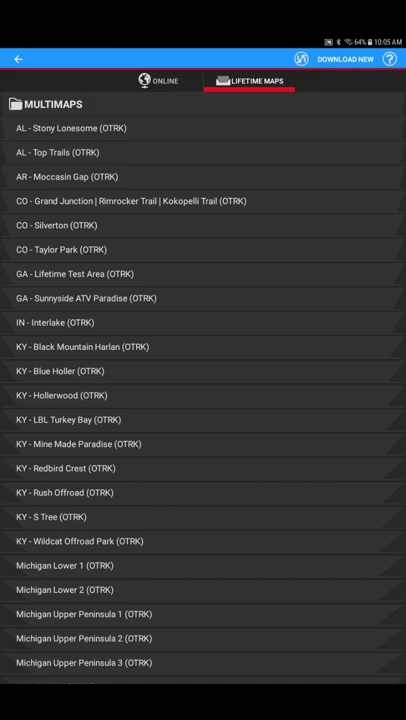 64% 10:05 AM
DOWNLOAD NEW ?
ONLINE LIFETIME MAPS
MULTIMAPS
AL - Stony Lonesome (OTRK)
AL - Top Trails (OTRK)
AR - Moccasin Gap (OTRK)
CO - Grand Junction | Rimrocker Trail | Kokopelli Trail (OTRK)
CO - Silverton (OTRK)
CO - Taylor Park (OTRK)
GA - Lifetime Test Area (OTRK)
GA - Sunnyside ATV Paradise (OTRK)
IN - Interlake (OTRK)
KY - Black Mountain Harlan (OTRK)
KY - Blue Holler (OTRK)
KY - Hollerwood (OTRK)
KY - LBL Turkey Bay (OTRK)
KY - Mine Made Paradise (OTRK)
KY - Redbird Crest (OTRK)
KY - Rush Offroad (OTRK)
KY - S Tree (OTRK)
KY - Wildcat Offroad Park (OTRK)
Michigan Lower 1 (OTRK)
Michigan Lower 2 (OTRK)
Michigan Upper Peninsula 1 (OTRK)
Michigan Upper Peninsula 2 (OTRK)
Michigan Upper Peninsula 3 (OTRK)